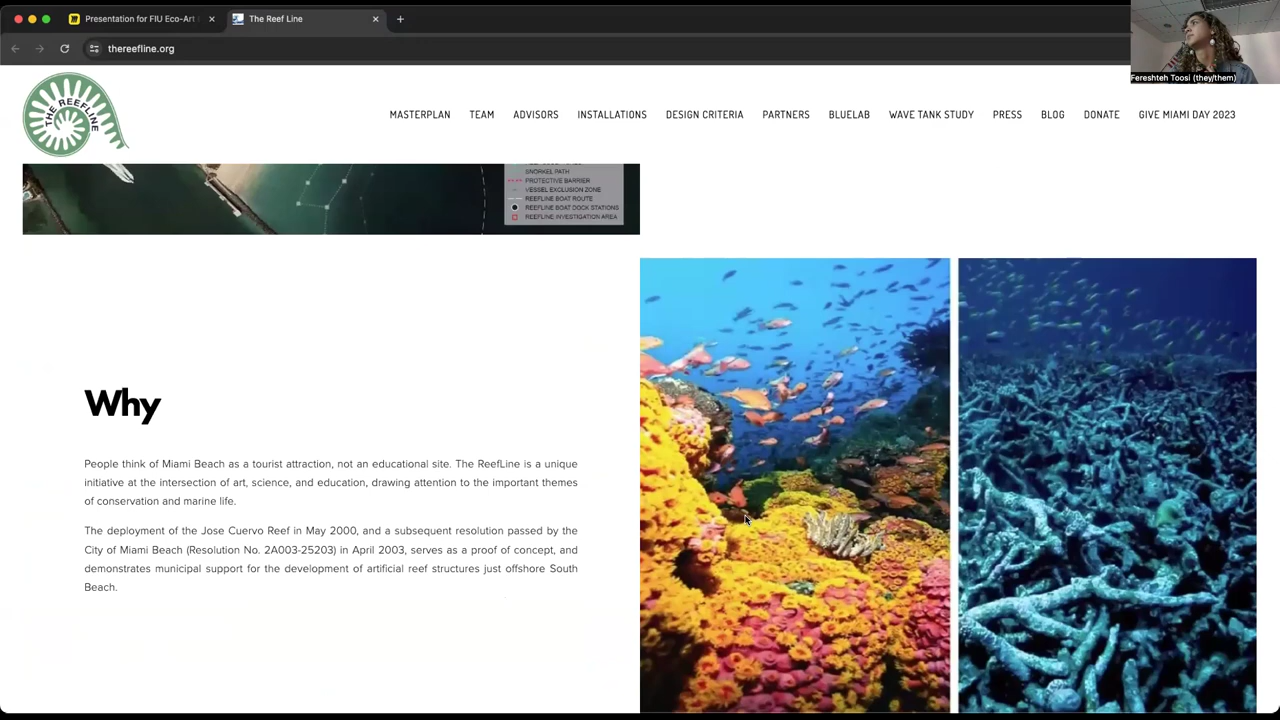 Presentation for FIU Eco-Art
The Reef Line
thereefline.org
Fereshteh Toosi (they/them)
THE REEFLINE
MASTERPLAN TEAM ADVISORS INSTALLATIONS DESIGN CRITERIA PARTNERS BLUELAB WAVE TANK STUDY PRESS BLOG DONATE GIVE MIAMI DAY 2023
SNORKEL PATH
PROTECTIVE BARRIER
VESSEL EXCLUSION ZONE
REEFLINE BOAT ROUTE
REEFLINE BOAT DOCK STATIONS
REEFLINE INVESTIGATION AREA
Why
People think of Miami Beach as a tourist attraction, not an educational site. The ReefLine is a unique
initiative at the intersection of art, science, and education, drawing attention to the important themes
of conservation and marine life.
The deployment of the Jose Cuervo Reef in May 2000, and a subsequent resolution passed by the
City of Miami Beach (Resolution No. 2A003-25203) in April 2003, serves as a proof of concept, and
demonstrates municipal support for the development of artificial reef structures just offshore South
Beach.